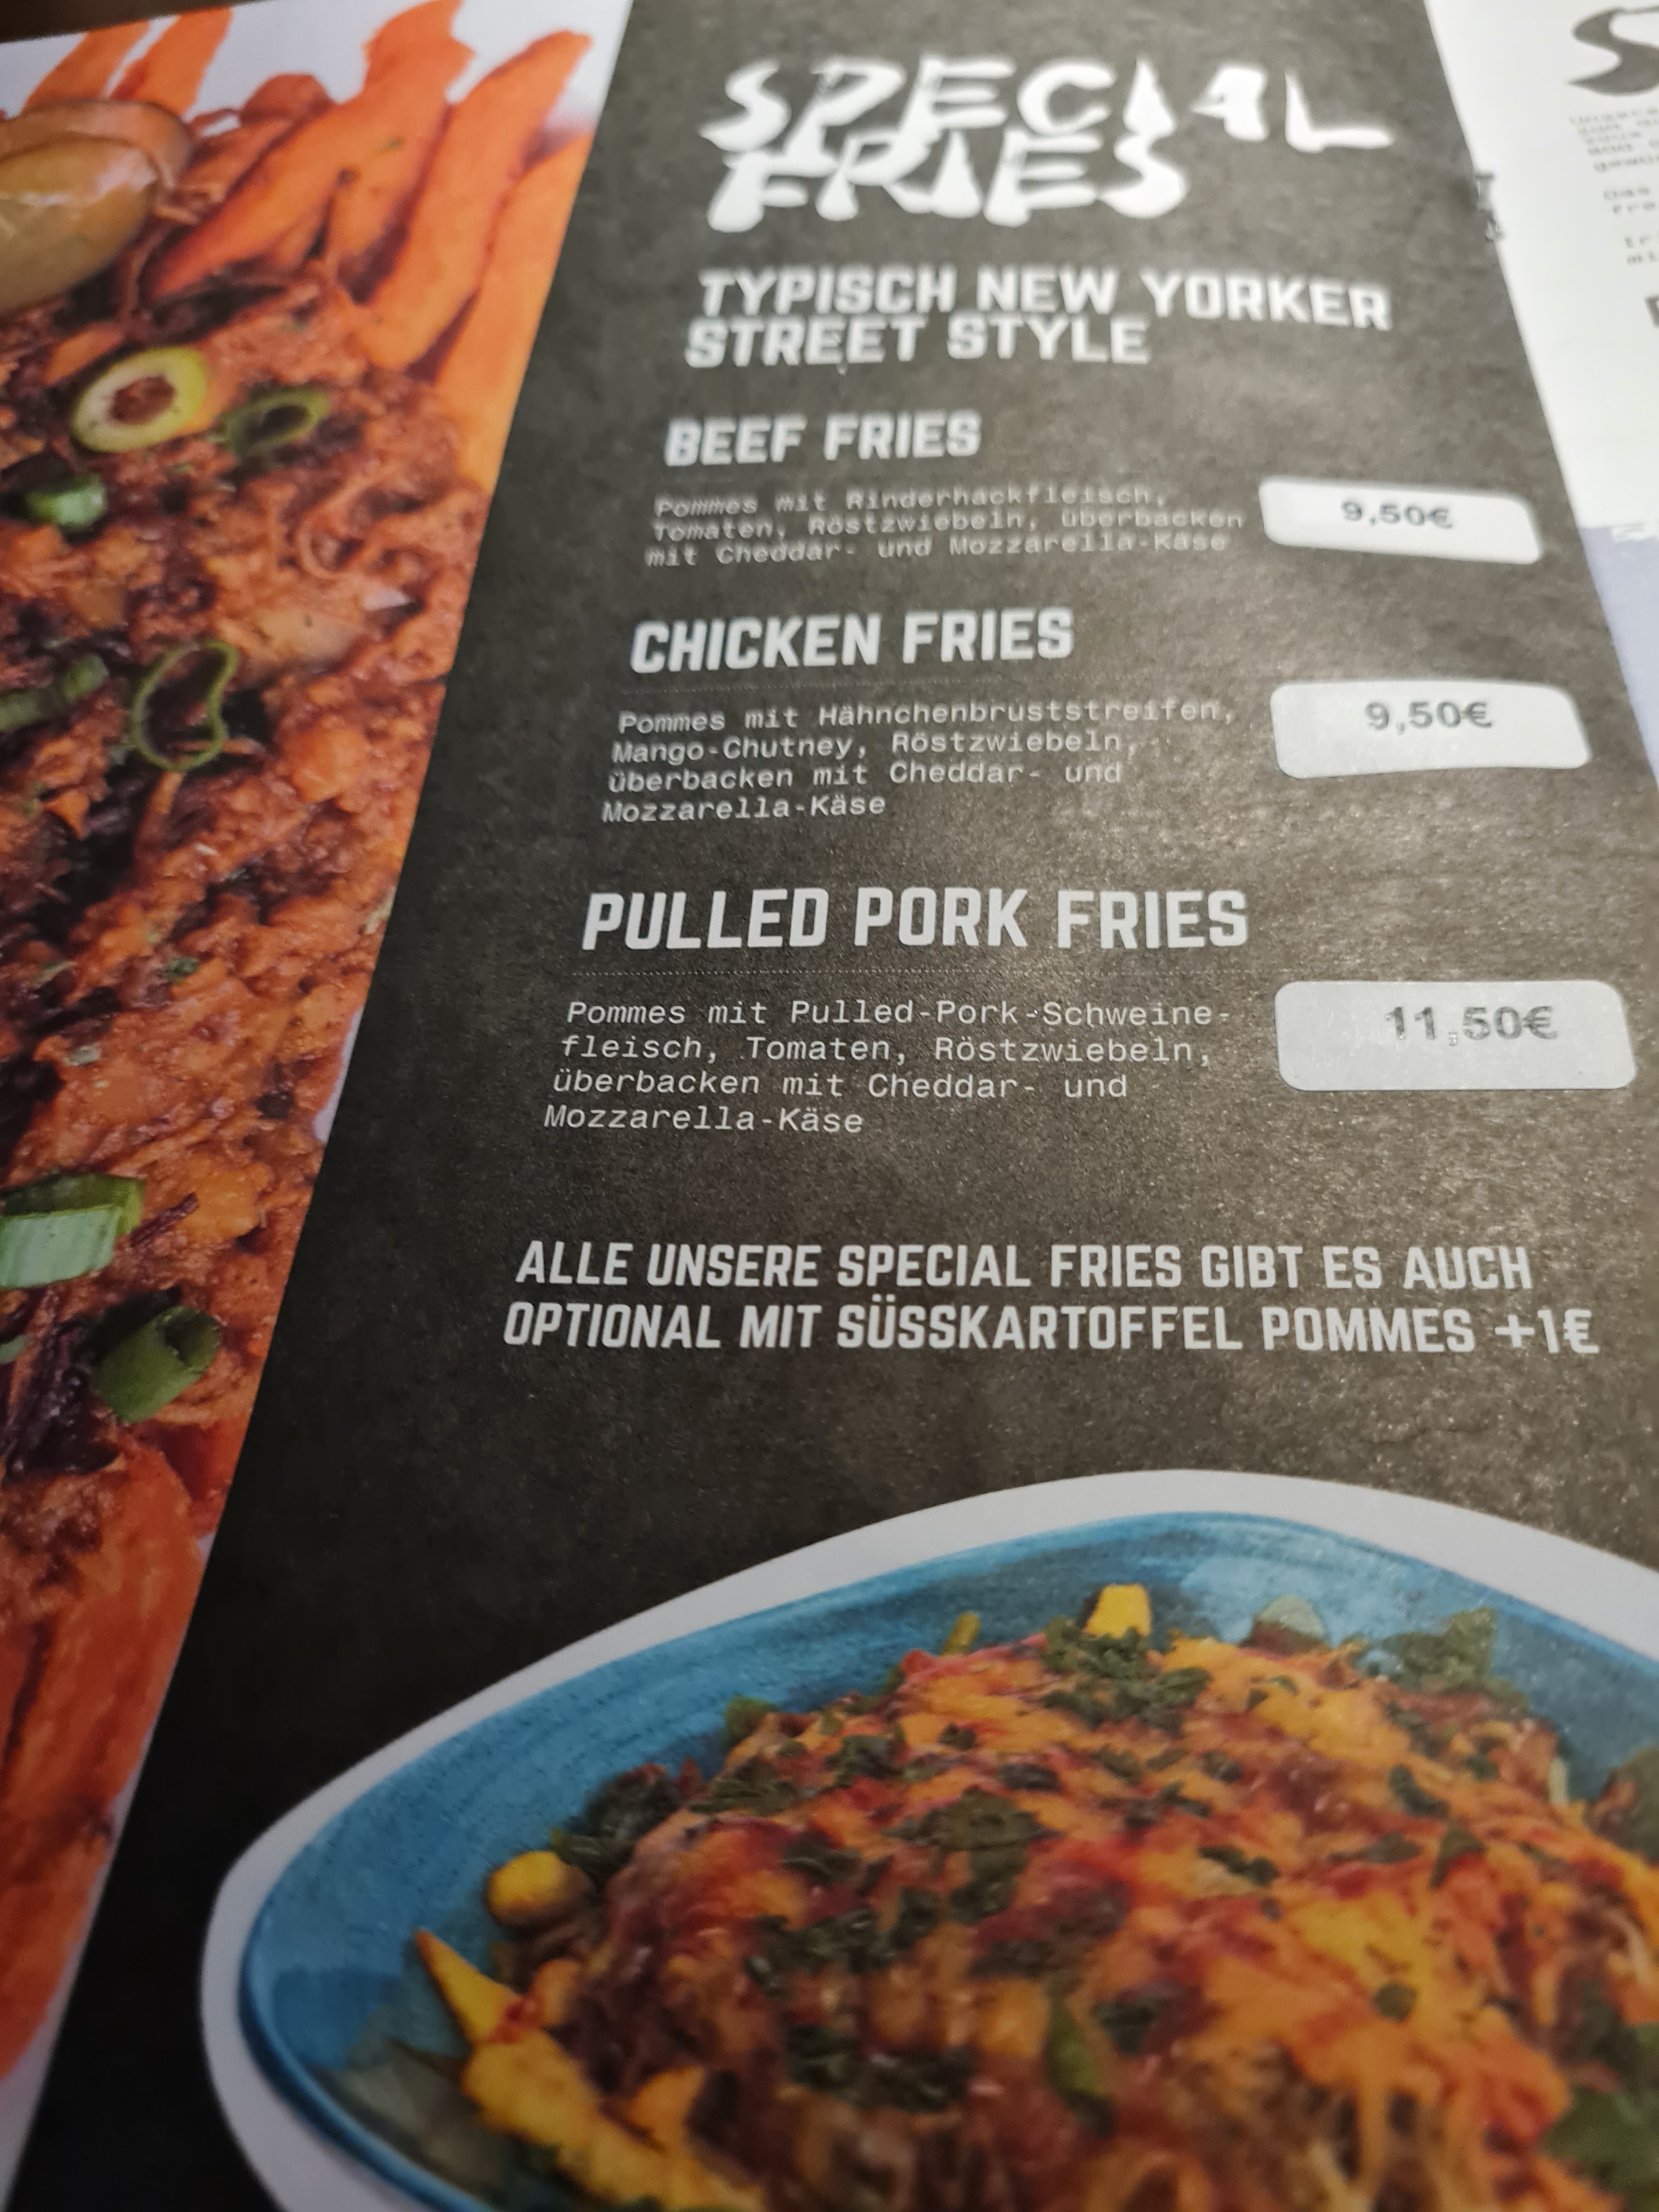 SPECIAL
FRIES
TYPISCH NEW YORKER
STREET STYLE
BEEF FRIES
Pommes mit Rinderhackfleisch,
Tomaten, Röstzwiebeln, überbacken
mit Cheddar- und Mozzarella-Käse
9,50€
CHICKEN FRIES
Pommes mit Hähnchenbruststreifen,
Mango-Chutney, Röstzwiebeln,
überbacken mit Cheddar- und
Mozzarella-Käse
9,50€
PULLED PORK FRIES
Pommes mit Pulled-Pork-Schweine-
fleisch, Tomaten, Röstzwiebeln,
überbacken mit Cheddar- und
Mozzarella-Käse
11,50€
ALLE UNSERE SPECIAL FRIES GIBT ES AUCH
OPTIONAL MIT SÜSSKARTOFFEL POMMES +1€